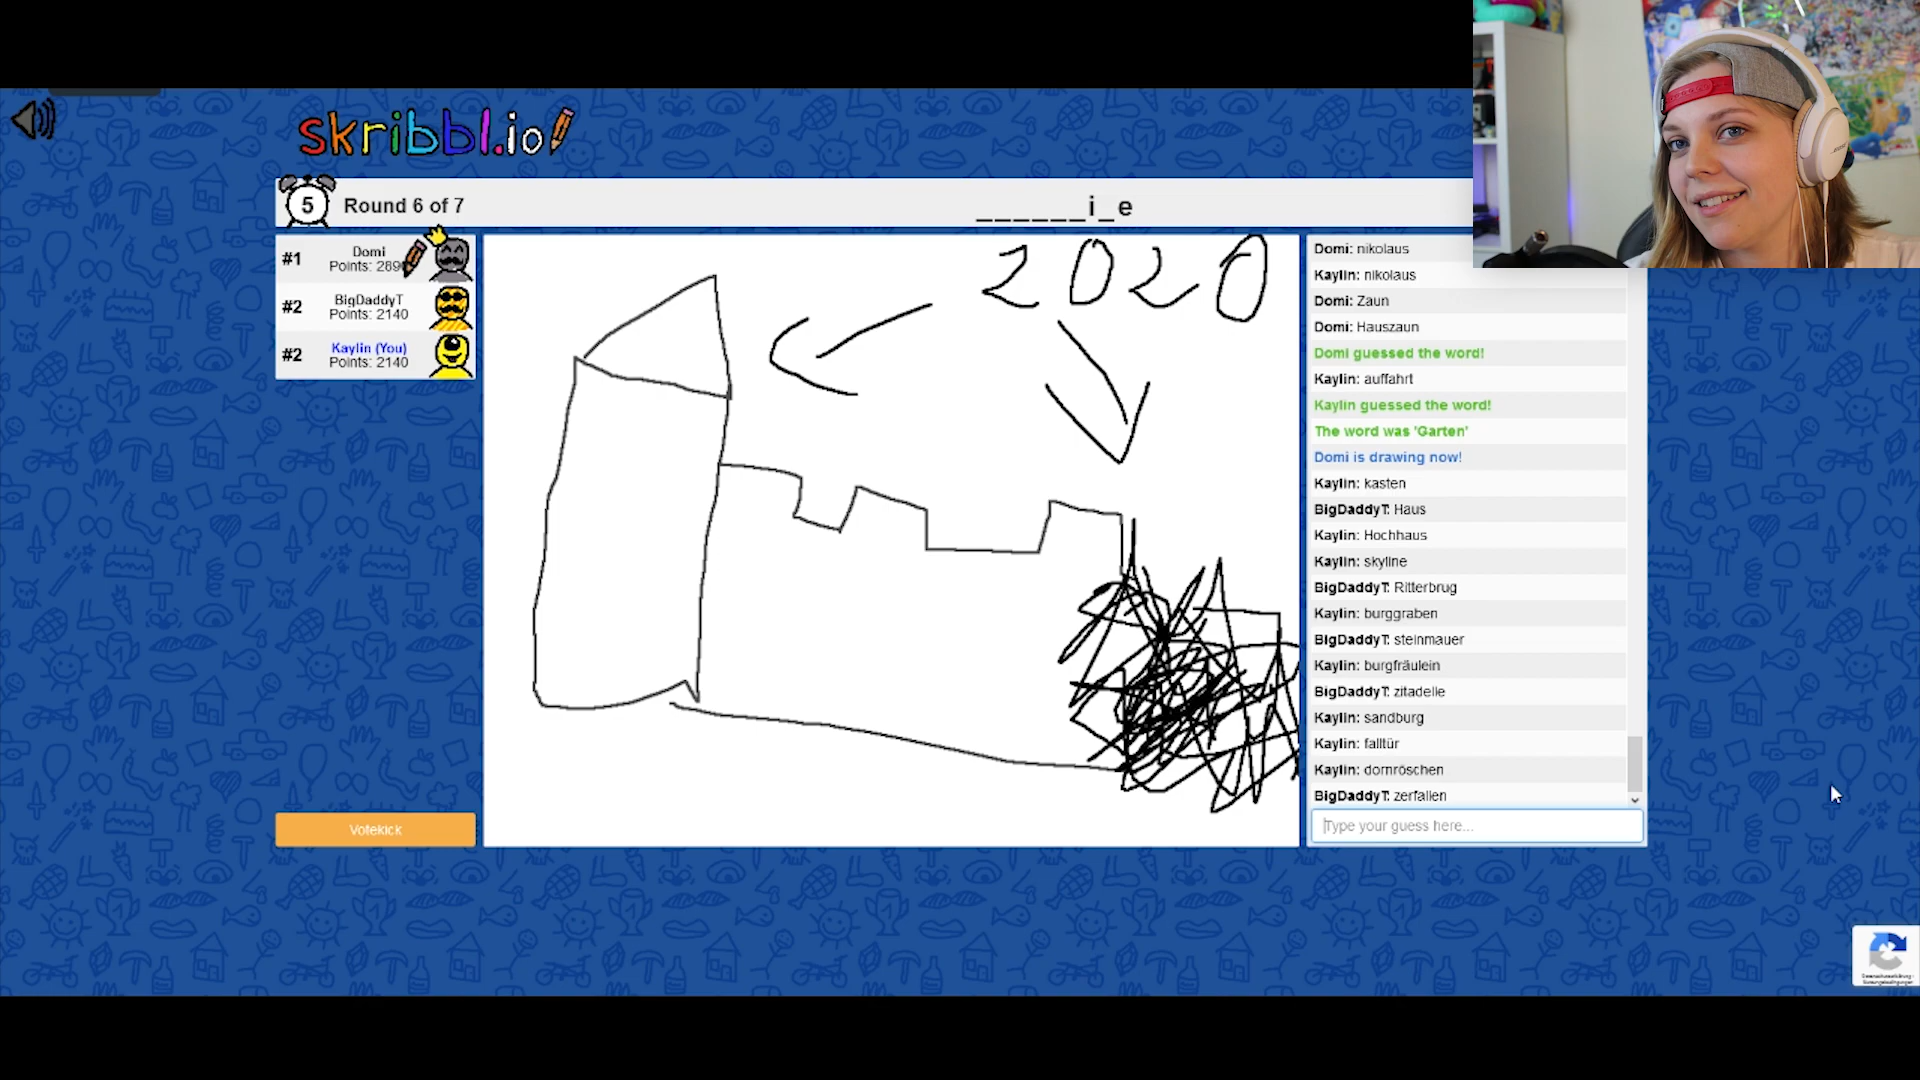 skribbl.io
5
Round 6 of 7
______i_e
#1
Domi
Points: 2890
#2
BigDaddyT
Points: 2140
#2
Kaylin (You)
Points: 2140
Votekick
2020
Domi: nikolaus
Kaylin: nikolaus
Domi: Zaun
Domi: Hauszaun
Domi guessed the word!
Kaylin: auffahrt
Kaylin guessed the word!
The word was 'Garten'
Domi is drawing now!
Kaylin: kasten
BigDaddyT: Haus
Kaylin: Hochhaus
Kaylin: skyline
BigDaddyT: Ritterbrug
Kaylin: burggraben
BigDaddyT: steinmauer
Kaylin: burgfräulein
BigDaddyT: zitadelle
Kaylin: sandburg
Kaylin: falltür
Kaylin: dornröschen
BigDaddyT: zerfallen
Type your guess here...